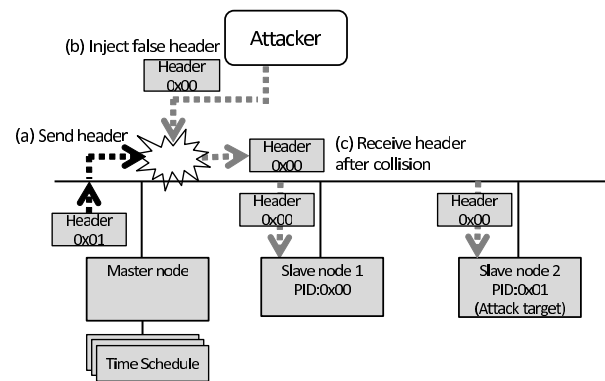 (b) Inject false header
Attacker
Header
0x00
(a) Send header
Header
0x00
(c) Receive header
after collision
Header
0x01
Header
0x00
Header
0x00
Master node
Slave node 1
PID:0x00
Slave node 2
PID:0x01
(Attack target)
Time Schedule